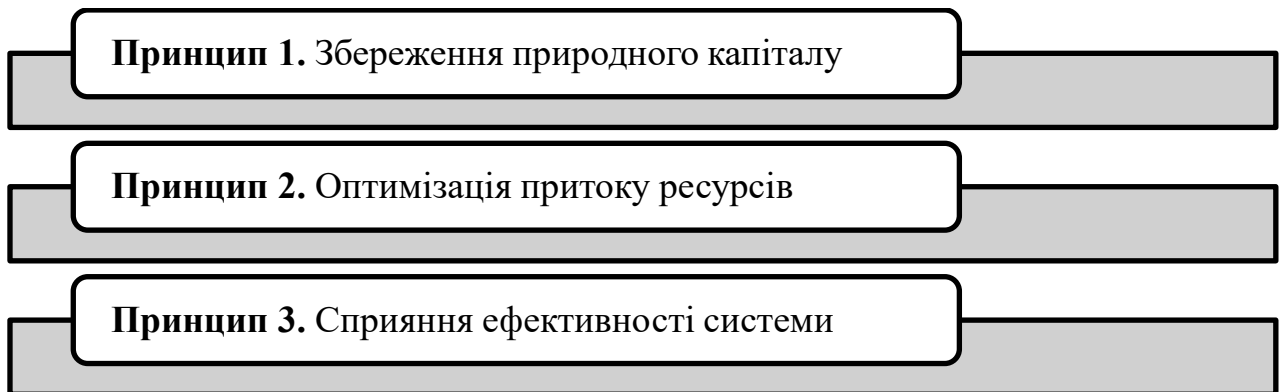 Принцип 1. Збереження природного капіталу
Принцип 2. Оптимізація притоку ресурсів
Принцип 3. Сприяння ефективності системи